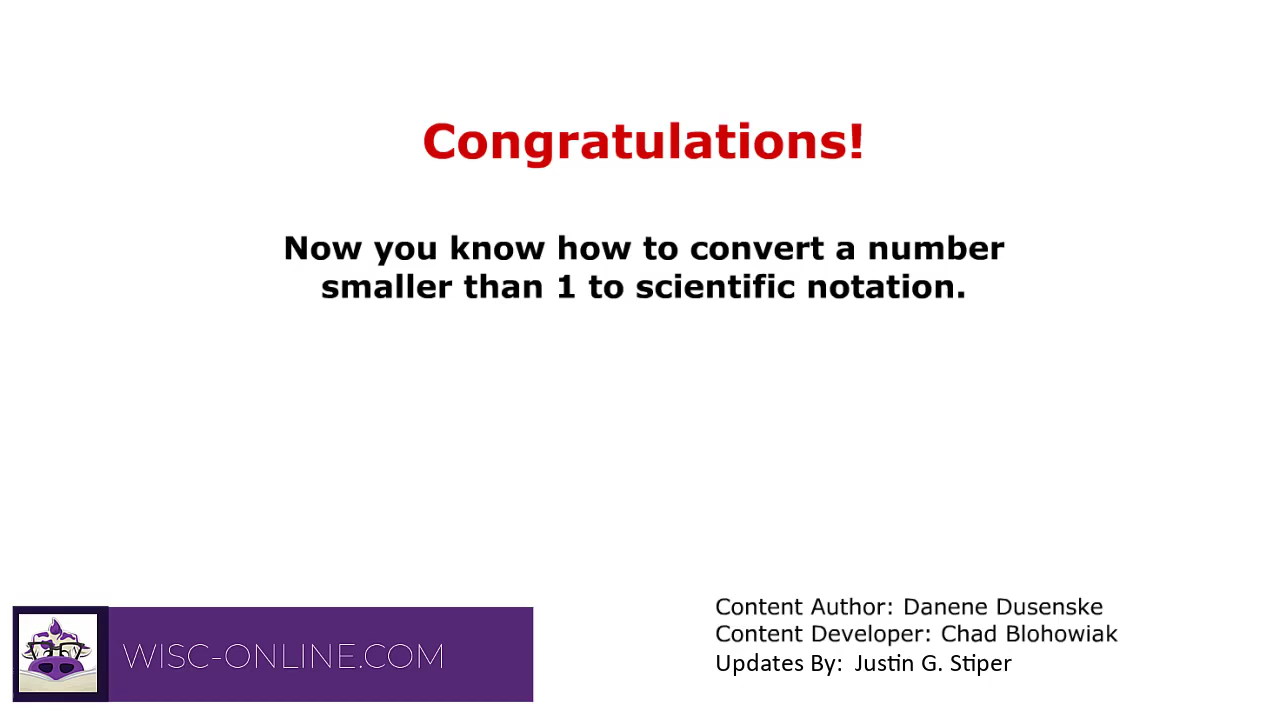 Congratulations!
Now you know how to convert a number
smaller than 1 to scientific notation.
WISC-ONLINE.COM
Content Author: Danene Dusenske
Content Developer: Chad Blohowiak
Updates By: Justin G. Stiper